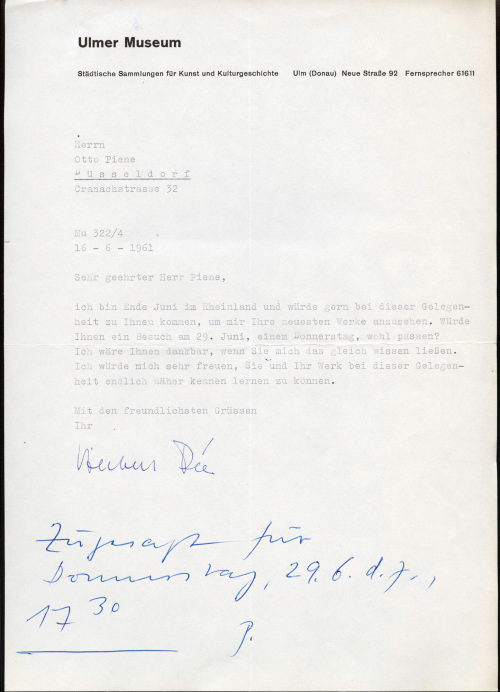 Ulmer Museum
Städtische Sammlungen für Kunst und Kulturgeschichte Ulm (Donau) Neue Straße 92 Fernsprecher 61611
Herrn
Otto Piene
Düsseldorf
Cranachstrasse 32
Mu 322/4
16 - 6 - 1961
Sehr geehrter Herr Piene,
ich bin Ende Juni im Rheinland und würde gern bei dieser Gelegen-
heit zu Ihnen kommen, um mir Ihre neuesten Werke anzusehen. Würde
Ihnen ein Besuch am 29. Juni, einem Donnerstag, wohl passen?
Ich wäre Ihnen dankbar, wenn Sie mich das gleich wissen ließen.
Ich würde mich sehr freuen, Sie und Ihr Werk bei dieser Gelegen-
heit endlich näher kennen lernen zu können.
Mit den freundlichsten Grüssen
Ihr
Herbert
Zugesagt für
Donnerstag, 29.6. d.J.,
17 30
P.